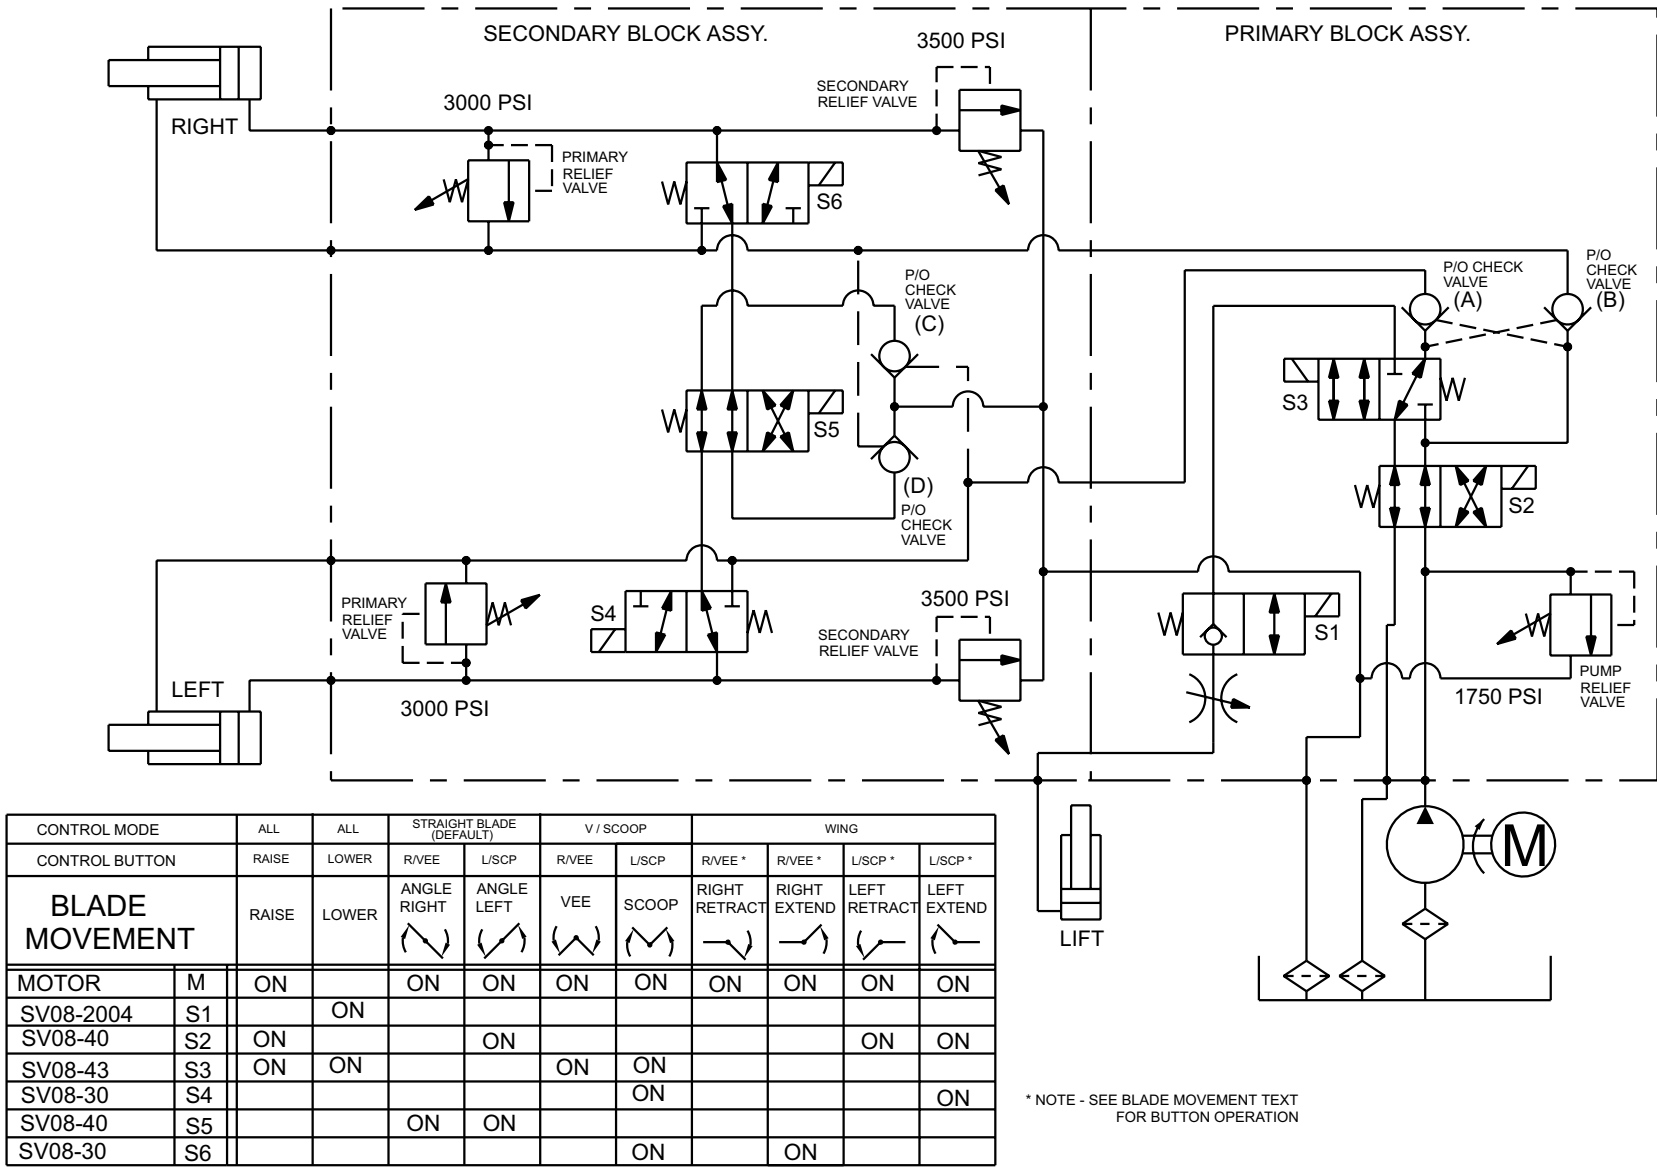 SECONDARY BLOCK ASSY.
3500 PSI
PRIMARY BLOCK ASSY.
SECONDARY
RELIEF VALVE
3000 PSI
RIGHT
PRIMARY
RELIEF
VALVE
S6
P/O
CHECK
VALVE
(C)
P/O CHECK
VALVE
(A)
P/O
CHECK
VALVE
(B)
S3
S5
(D)
P/O
CHECK
VALVE
S2
PRIMARY
RELIEF
VALVE
S4
3500 PSI
SECONDARY
RELIEF VALVE
S1
LEFT
3000 PSI
1750 PSI
PUMP
RELIEF
VALVE
M
LIFT
CONTROL MODE ALL ALL STRAIGHT BLADE V / SCOOP WING
(DEFAULT)
CONTROL BUTTON RAISE LOWER R/VEE L/SCP R/VEE L/SCP R/VEE * R/VEE * L/SCP * L/SCP *
BLADE
MOVEMENT
RAISE
LOWER
ANGLE
RIGHT
ANGLE
LEFT
VEE
SCOOP
RIGHT
RETRACT
RIGHT
EXTEND
LEFT
RETRACT
LEFT
EXTEND
MOTOR M ON ON ON ON ON ON ON ON ON
SV08-2004 S1 ON
SV08-40 S2 ON ON ON ON
SV08-43 S3 ON ON ON ON
SV08-30 S4 ON ON
SV08-40 S5 ON ON
SV08-30 S6 ON ON
* NOTE - SEE BLADE MOVEMENT TEXT
FOR BUTTON OPERATION